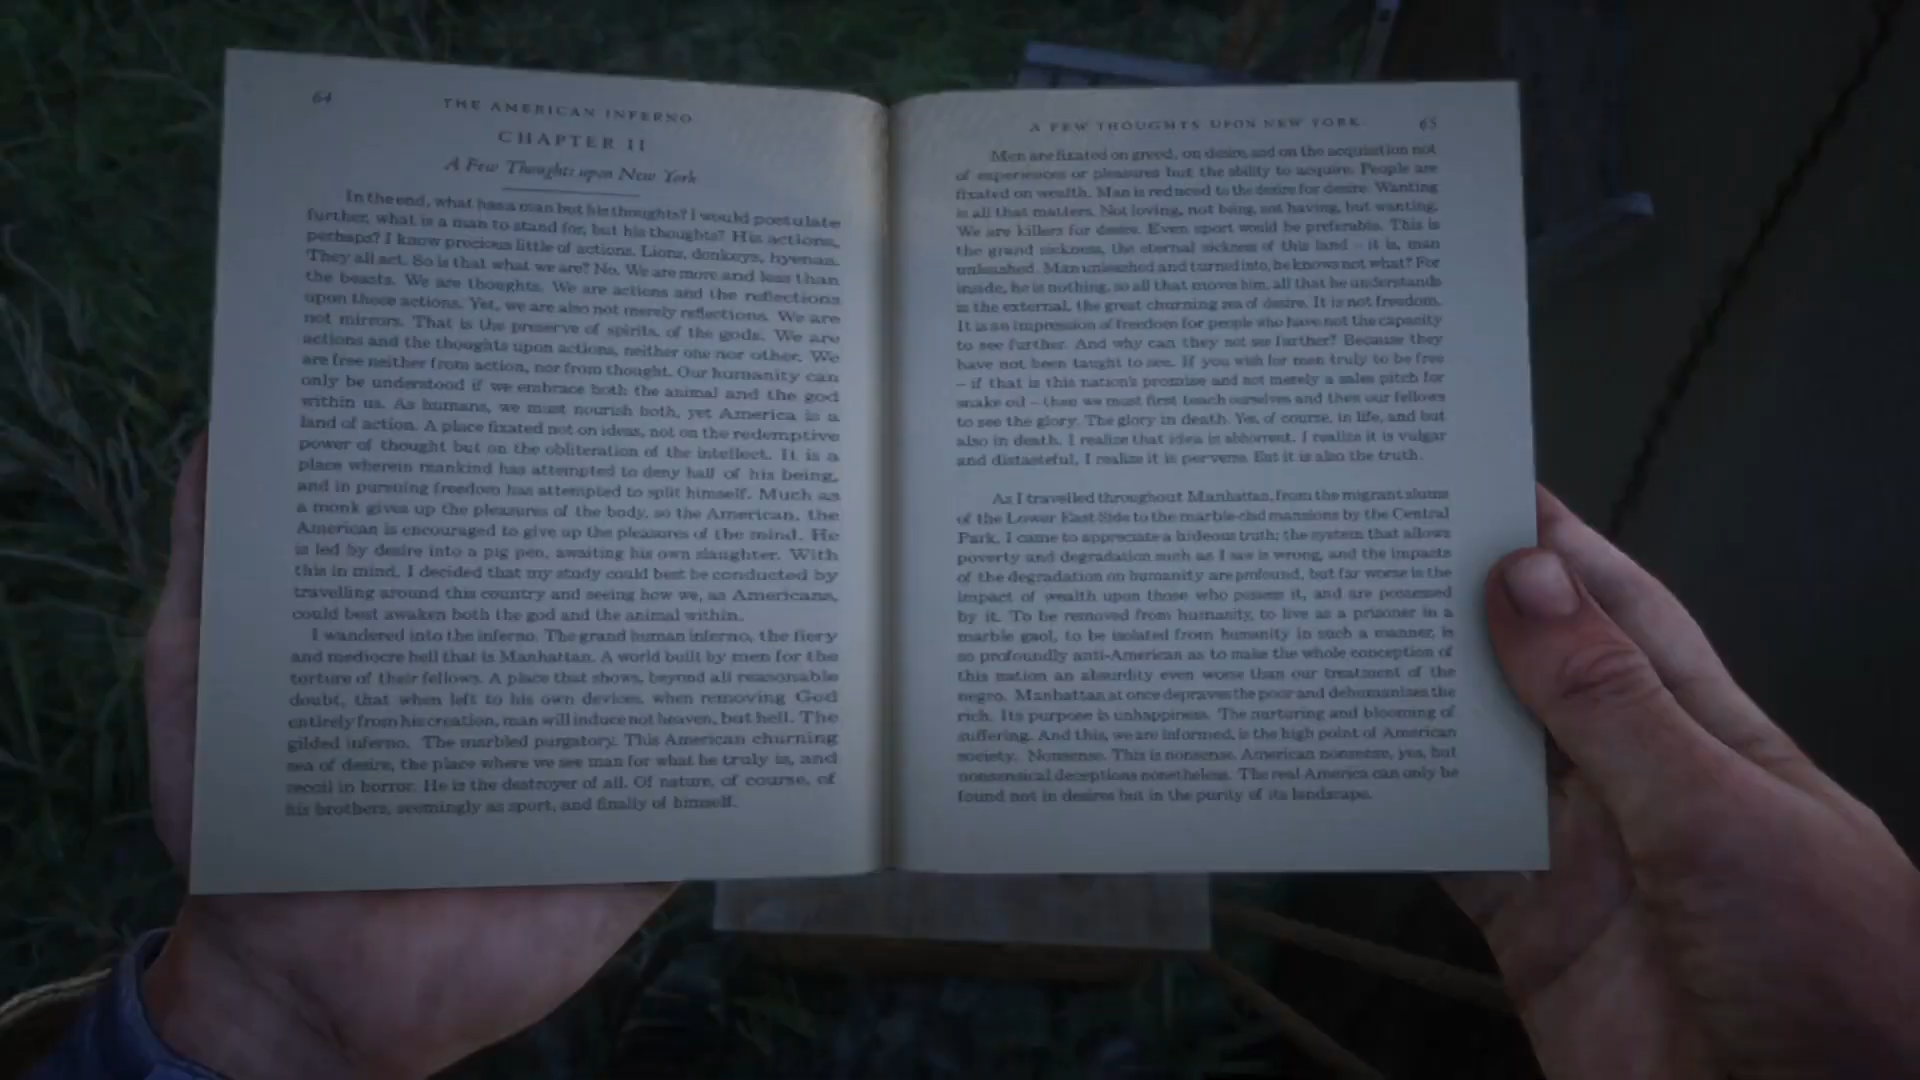 64
THE AMERICAN INFERNO
CHAPTER II
A Few Thoughts upon New York
In the end, what has a man but his thoughts? I would postulate
further, what is a man to stand for, but his thoughts? His actions,
perhaps? I know precious little of actions. Lions, donkeys, hyenas.
They all act. So is that what we are? No. We are more and less than
the beasts. We are thoughts. We are actions and the reflections
upon those actions. Yet, we are also not merely reflections. We are
not mirrors. That is the preserve of spirits, of the gods. We are
actions and the thoughts upon actions, neither one nor other. We
are free neither from action, nor from thought. Our humanity can
only be understood if we embrace both the animal and the god
within us. As humans, we must nourish both, yet America is a
land of action. A place fixated not on ideas, not on the redemptive
power of thought but on the obliteration of the intellect. It is a
place wherein mankind has attempted to deny half of his being,
and in pursuing freedom has attempted to split himself. Much as
a monk gives up the pleasures of the body, so the American, the
American is encouraged to give up the pleasures of the mind. He
is led by desire into a pig pen, awaiting his own slaughter. With
this in mind, I decided that my study could best be conducted by
travelling around this country and seeing how we, as Americans,
could best awaken both the god and the animal within.
I wandered into the inferno. The grand human inferno, the fiery
and mediocre hell that is Manhattan. A world built by men for the
torture of their fellows. A place that shows, beyond all reasonable
doubt, that when left to his own devices, when removing God
entirely from his creation, man will induce not heaven, but hell. The
gilded inferno. The marbled purgatory. This American churning
sea of desire, the place where we see man for what he truly is, and
recoil in horror. He is the destroyer of all. Of nature, of course, of
his brothers, seemingly as sport, and finally of himself.
A FEW THOUGHTS UPON NEW YORK
65
Men are fixated on greed, on desire, and on the acquisition not
of experiences or pleasures but the ability to acquire. People are
fixated on wealth. Man is reduced to the desire for desire. Wanting
is all that matters. Not loving, not being, not having, but wanting.
We are killers for desire. Even sport would be preferable. This is
the grand sickness, the eternal sickness of this land – it is, man
unleashed. Man unleashed and turned into, he knows not what? For
inside, he is nothing, so all that moves him, all that he understands
is the external, the great churning sea of desire. It is not freedom.
It is an impression of freedom for people who have not the capacity
to see further. And why can they not see further? Because they
have not been taught to see. If you wish for men truly to be free
– if that is this nation's promise and not merely a sales pitch for
snake oil – then we must first teach ourselves and then our fellows
to see the glory. The glory in death. Yes, of course, in life, and but
also in death. I realize that idea is abhorrent. I realize it is vulgar
and distasteful, I realize it is perverse. But it is also the truth.
As I travelled throughout Manhattan, from the migrant slums
of the Lower East Side to the marble-clad mansions by the Central
Park, I came to appreciate a hideous truth; the system that allows
poverty and degradation such as I saw is wrong, and the impacts
of the degradation on humanity are profound, but far worse is the
impact of wealth upon those who possess it, and are possessed
by it. To be removed from humanity, to live as a prisoner in a
marble gaol, to be isolated from humanity in such a manner, is
so profoundly anti-American as to make the whole conception of
this nation an absurdity even worse than our treatment of the
negro. Manhattan at once depraves the poor and dehumanizes the
rich. Its purpose is unhappiness. The nurturing and blooming of
suffering. And this, we are informed, is the high point of American
society. Nonsense. This is nonsense. American nonsense, yes, but
nonsensical deceptions nonetheless. The real America can only be
found not in desires but in the purity of its landscape.